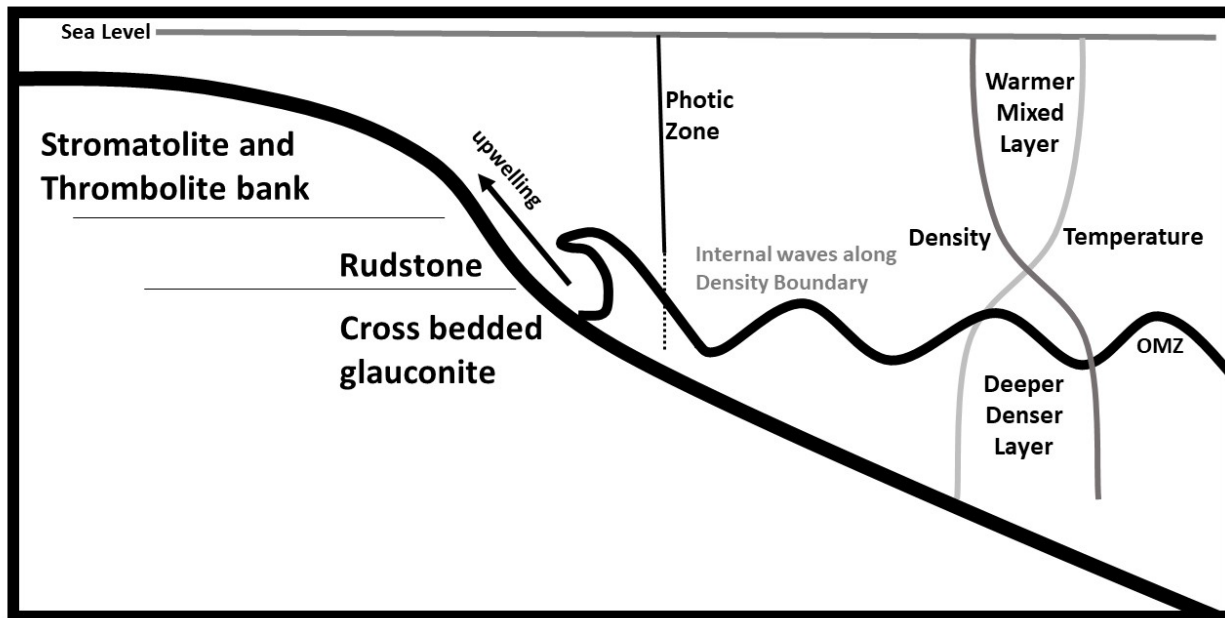 Sea Level
Stromatolite and
Thrombolite bank
Rudstone
Cross bedded
glauconite
upwelling
Photic
Zone
Internal waves along
Density Boundary
Warmer
Mixed
Layer
Density
Temperature
OMZ
Deeper
Denser
Layer